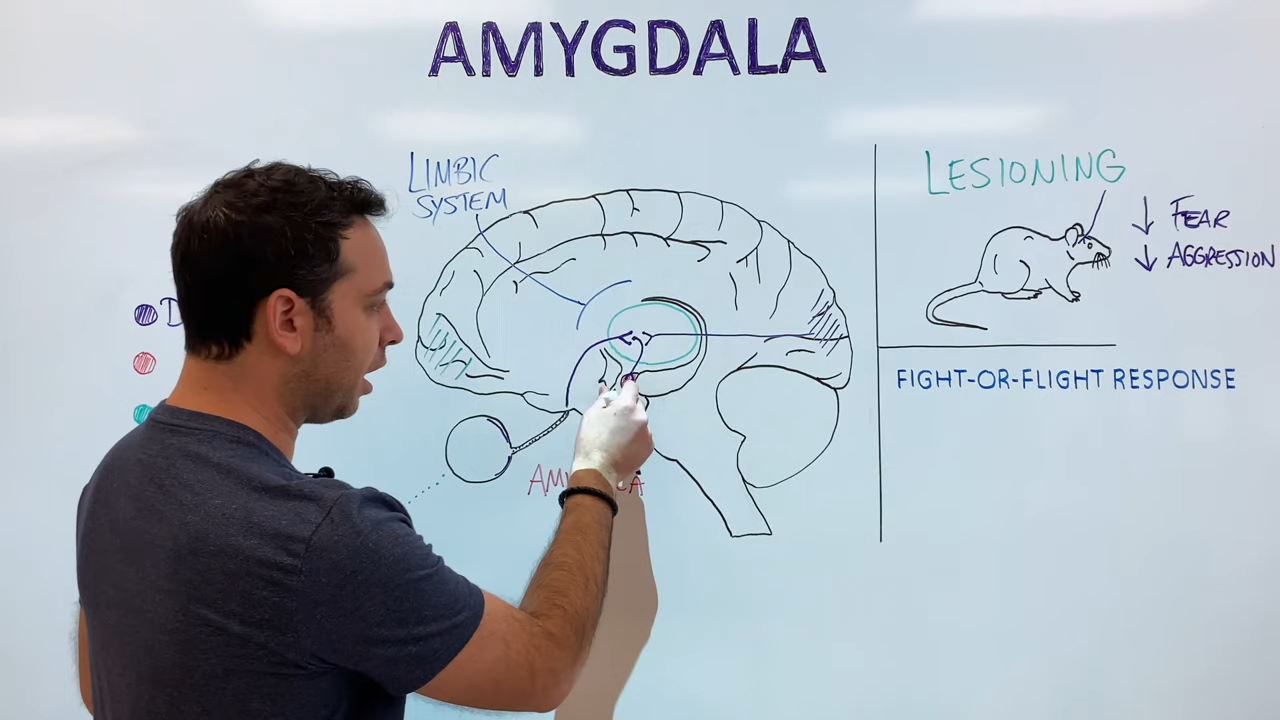 AMYGDALA
LIMBIC
SYSTEM
LESIONING
↓ FEAR
↓ AGGRESSION
FIGHT-OR-FLIGHT RESPONSE